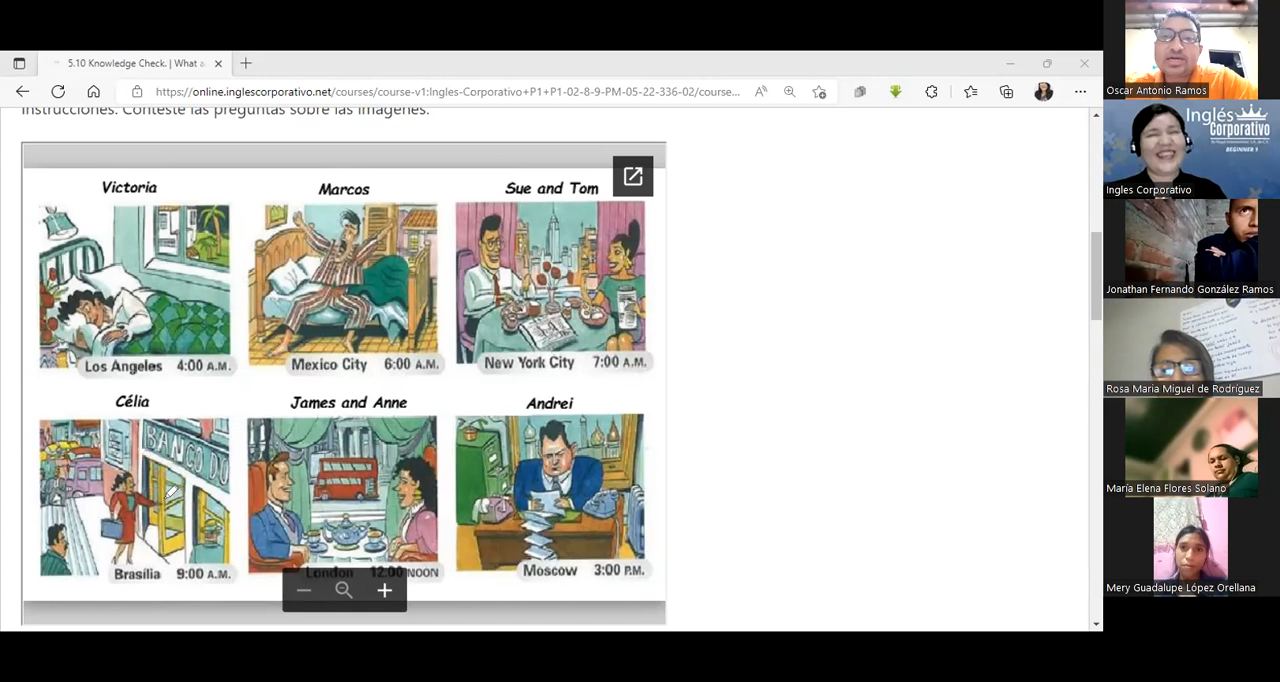 5.10 Knowledge Check. | What a
https://online.inglescorporativo.net/courses/course-v1:Ingles-Corporativo+P1+P1-02-8-9-PM-05-22-336-02/course...
Instrucciones. Conteste las preguntas sobre las imágenes.
Victoria
Marcos
Sue and Tom
Los Angeles 4:00 A.M.
Mexico City 6:00 A.M.
New York City 7:00 A.M.
Célia
James and Anne
Andrei
BANCO DO
Brasília 9:00 A.M.
London 12:00 NOON
Moscow 3:00 P.M.
Oscar Antonio Ramos
Inglés
Corporativo
BEGINNER 1
Ingles Corporativo
Jonathan Fernando González Ramos
Rosa Maria Miguel de Rodríguez
María Elena Flores Solano
Mery Guadalupe López Orellana